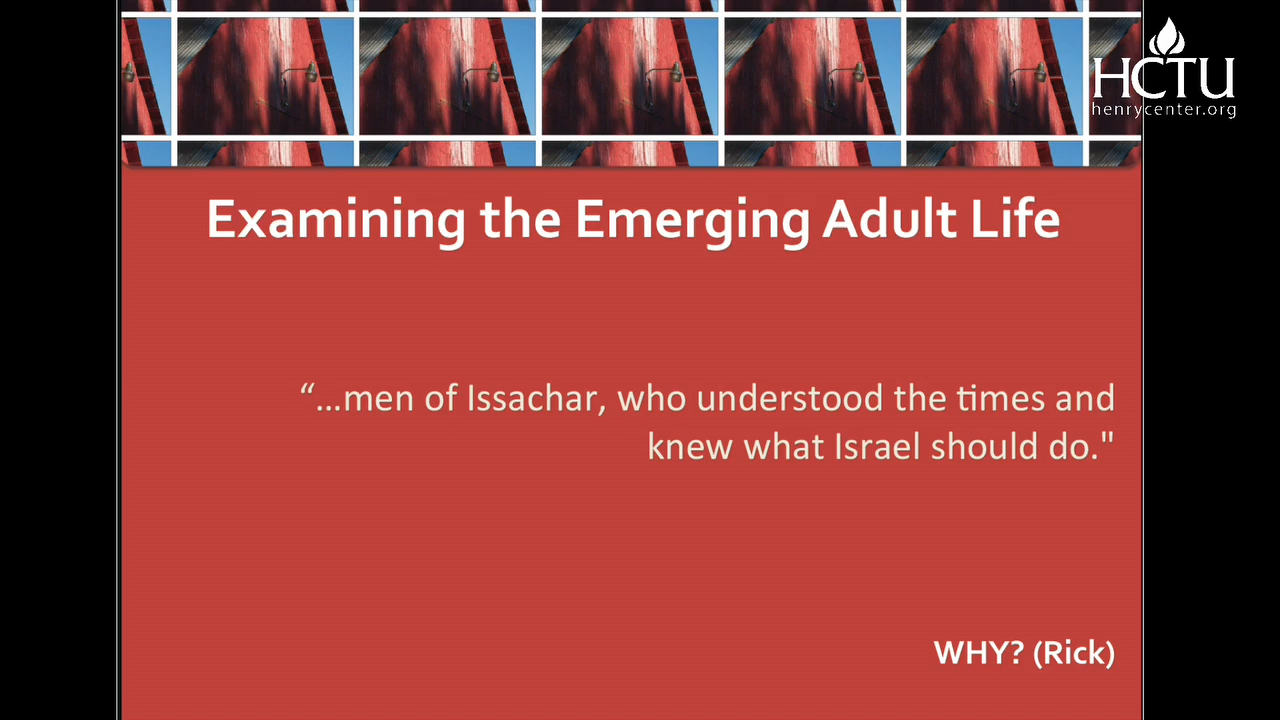 HCTU
henrycenter.org
Examining the Emerging Adult Life
“…men of Issachar, who understood the times and
knew what Israel should do."
WHY? (Rick)